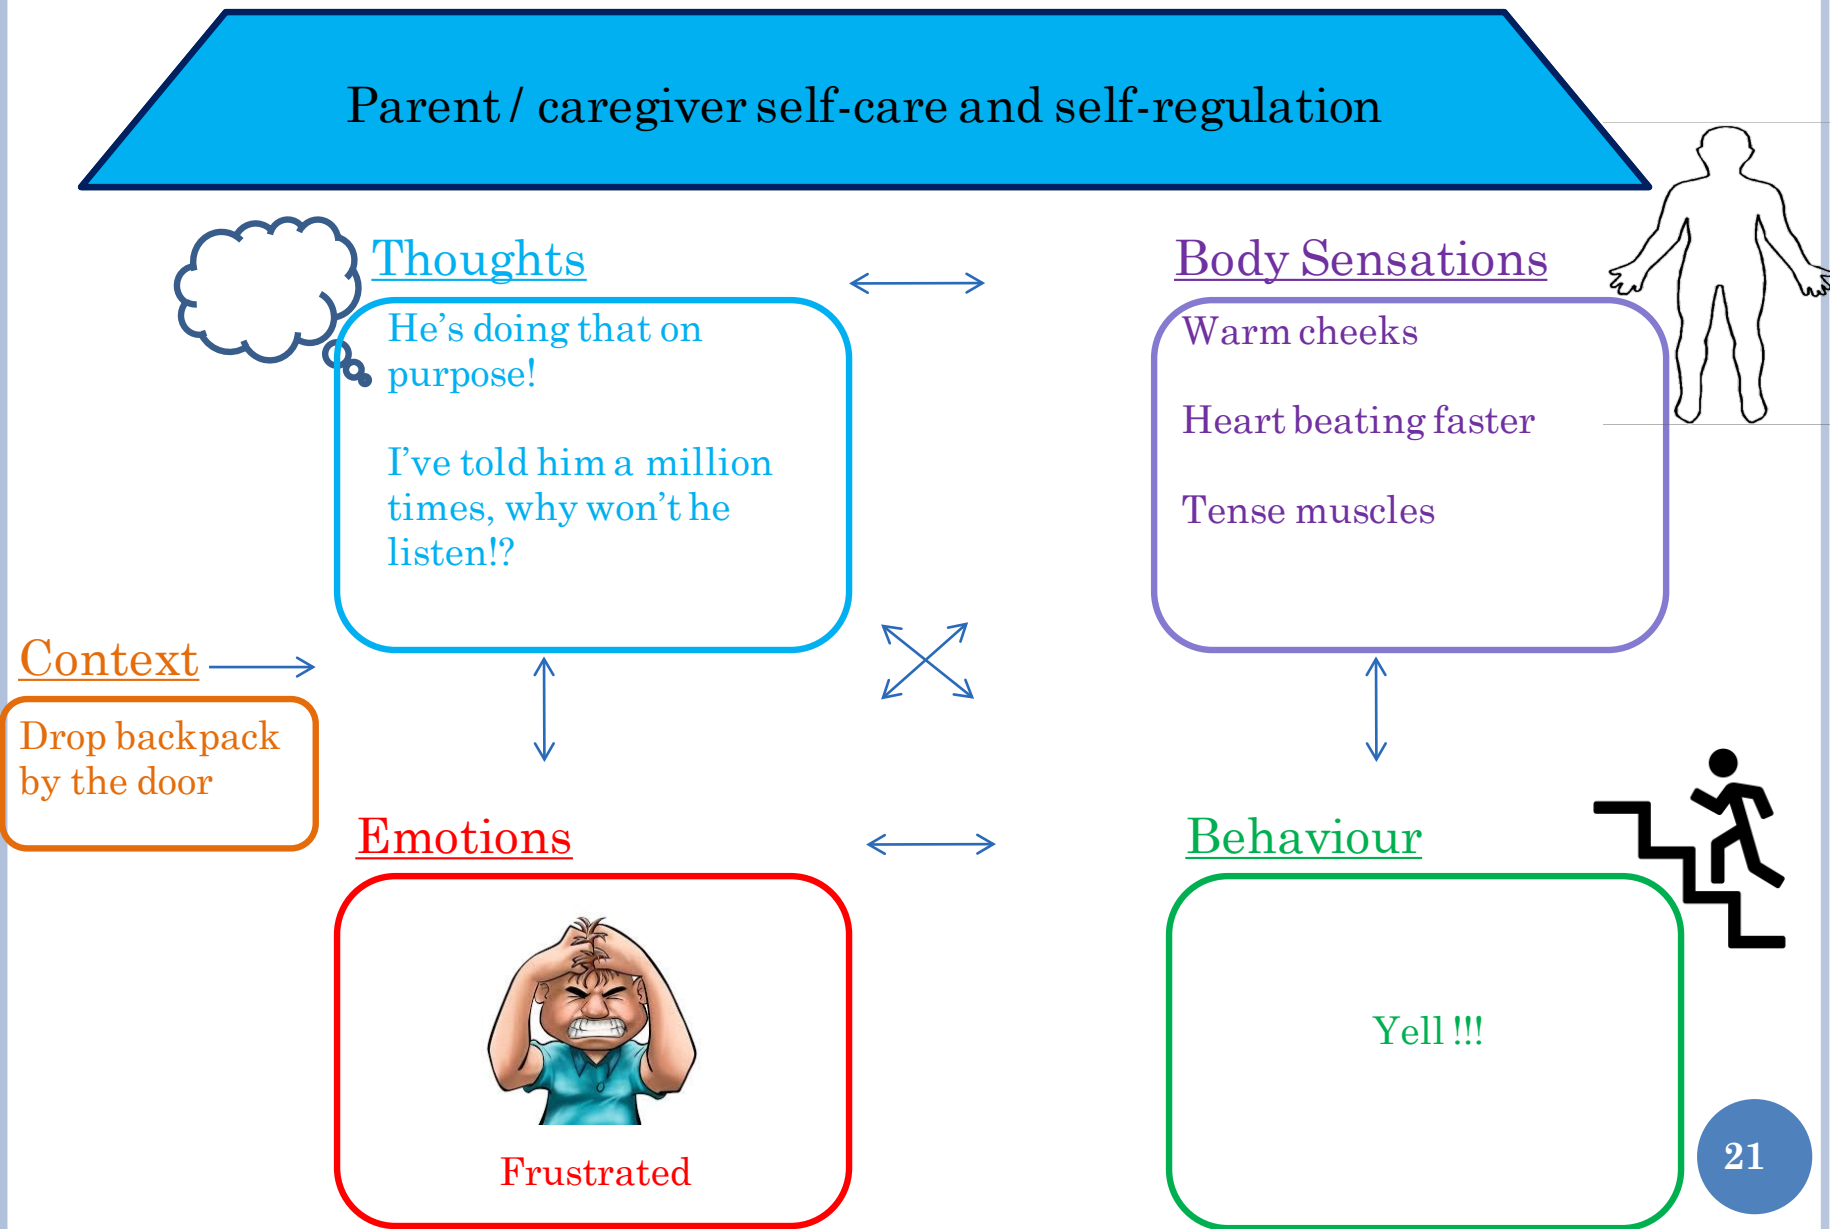 Parent / caregiver self-care and self-regulation
Thoughts
He’s doing that on
purpose!
I’ve told him a million
times, why won’t he
listen!?
Body Sensations
Warm cheeks
Heart beating faster
Tense muscles
Context
Drop backpack
by the door
Emotions
Frustrated
Behaviour
Yell !!!
21